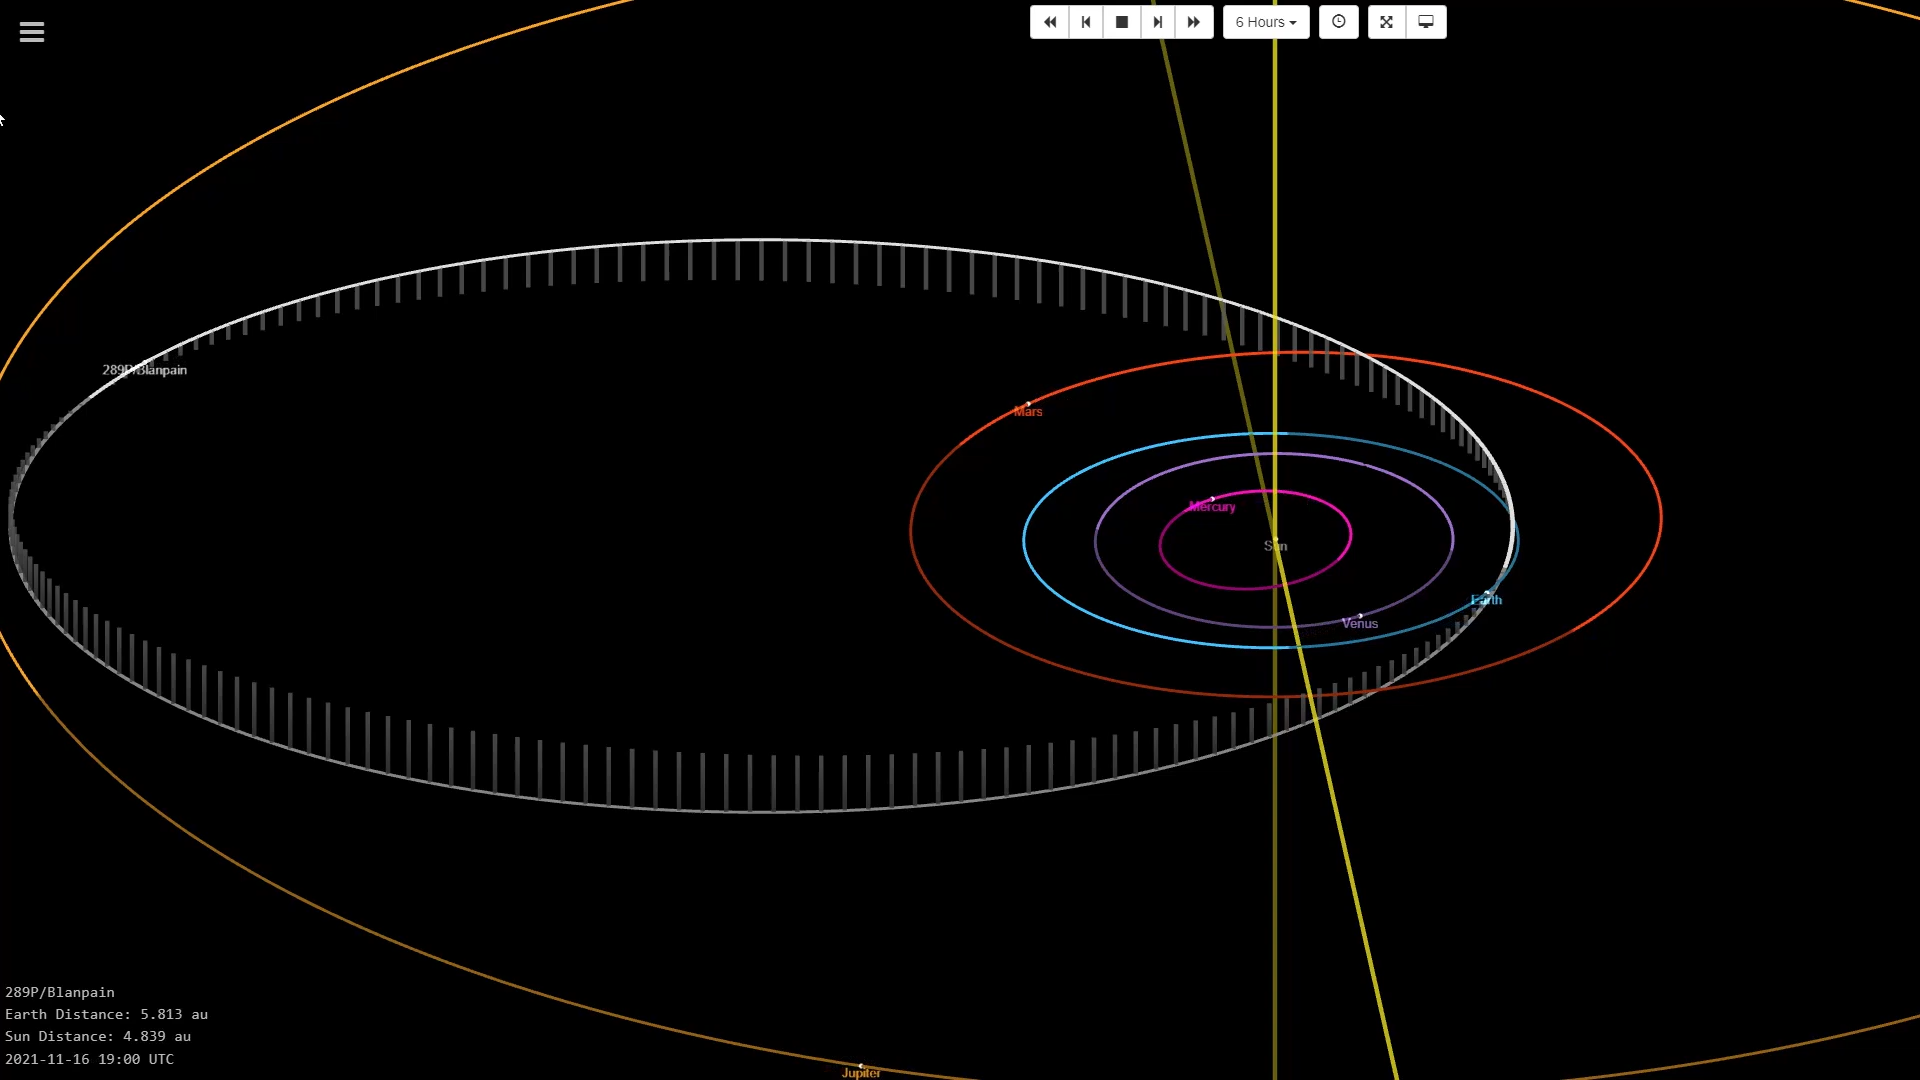 6 Hours
289P/Blanpain
Mars
Mercury
Sun
Earth
Venus
289P/Blanpain
Earth Distance: 5.813 au
Sun Distance: 4.839 au
2021-11-16 19:00 UTC
Jupiter